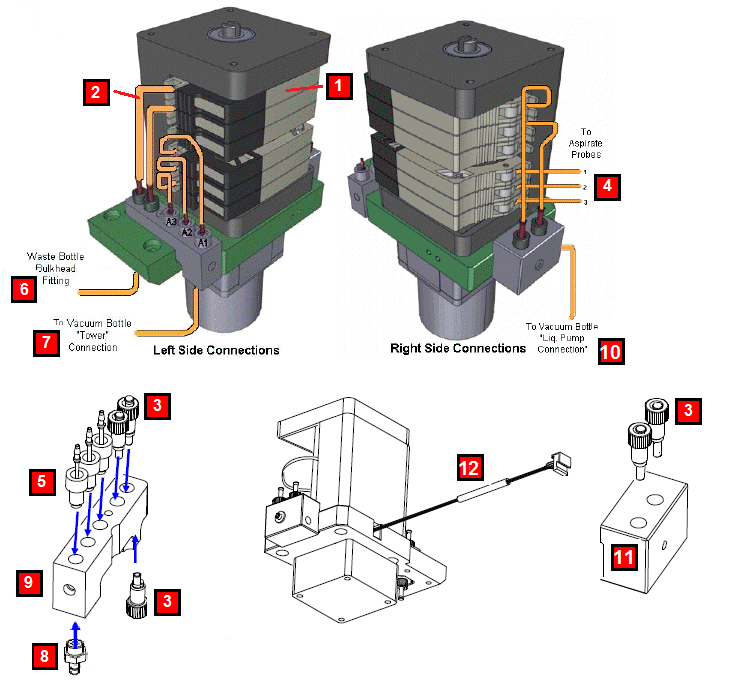 1
2
To
Aspirate
Probes
1
2
3
4
A3
A2
A1
Waste Bottle
Bulkhead
Fitting
6
To Vacuum Bottle
"Tower"
Connection
7
Left Side Connections
Right Side Connections
To Vacuum Bottle
"Liq. Pump
Connection"
10
3
5
9
3
8
12
3
11